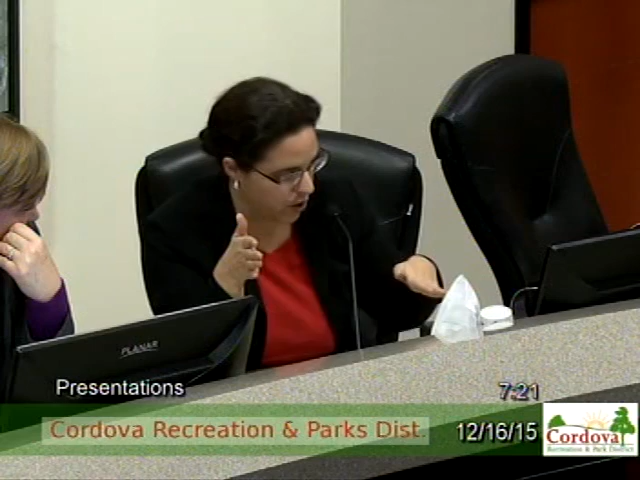 PLANAR
Presentations
7:21
Cordova Recreation & Parks Dist.
12/16/15
Cordova
Recreation & Park District